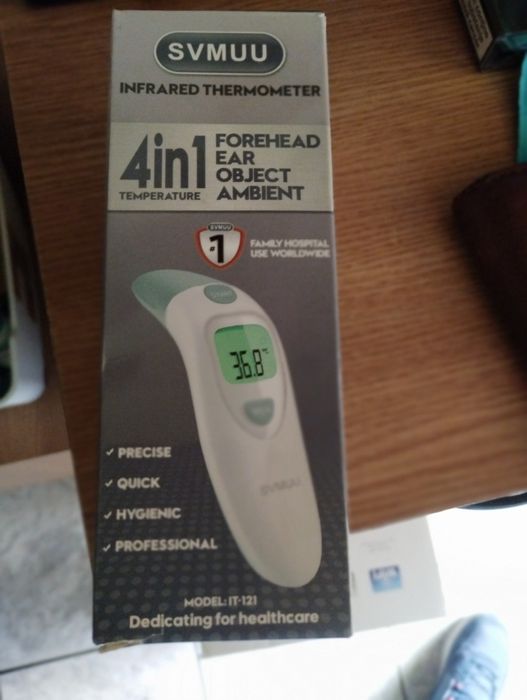 SVMUU
INFRARED THERMOMETER
4in1
TEMPERATURE
FOREHEAD
EAR
OBJECT
AMBIENT
SVMUU
#1
FAMILY HOSPITAL
USE WORLDWIDE
36.8°C
SVMUU
✓ PRECISE
✓ QUICK
✓ HYGIENIC
✓ PROFESSIONAL
MODEL: IT-121
Dedicating for healthcare